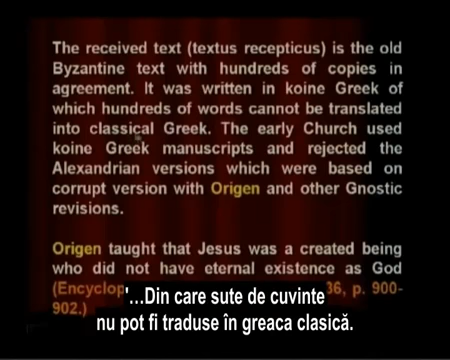 The received text (textus recepticus) is the old
Byzantine text with hundreds of copies in
agreement. It was written in koine Greek of
which hundreds of words cannot be translated
into classical Greek. The early Church used
koine Greek manuscripts and rejected the
Alexandrian versions which were based on
corrupt version with Origen and other Gnostic
revisions.
Origen taught that Jesus was a created being
who did not have eternal existence as God
(Encyclop 36, p. 900-
902.)
'...Din care sute de cuvinte
nu pot fi traduse în greaca clasică.